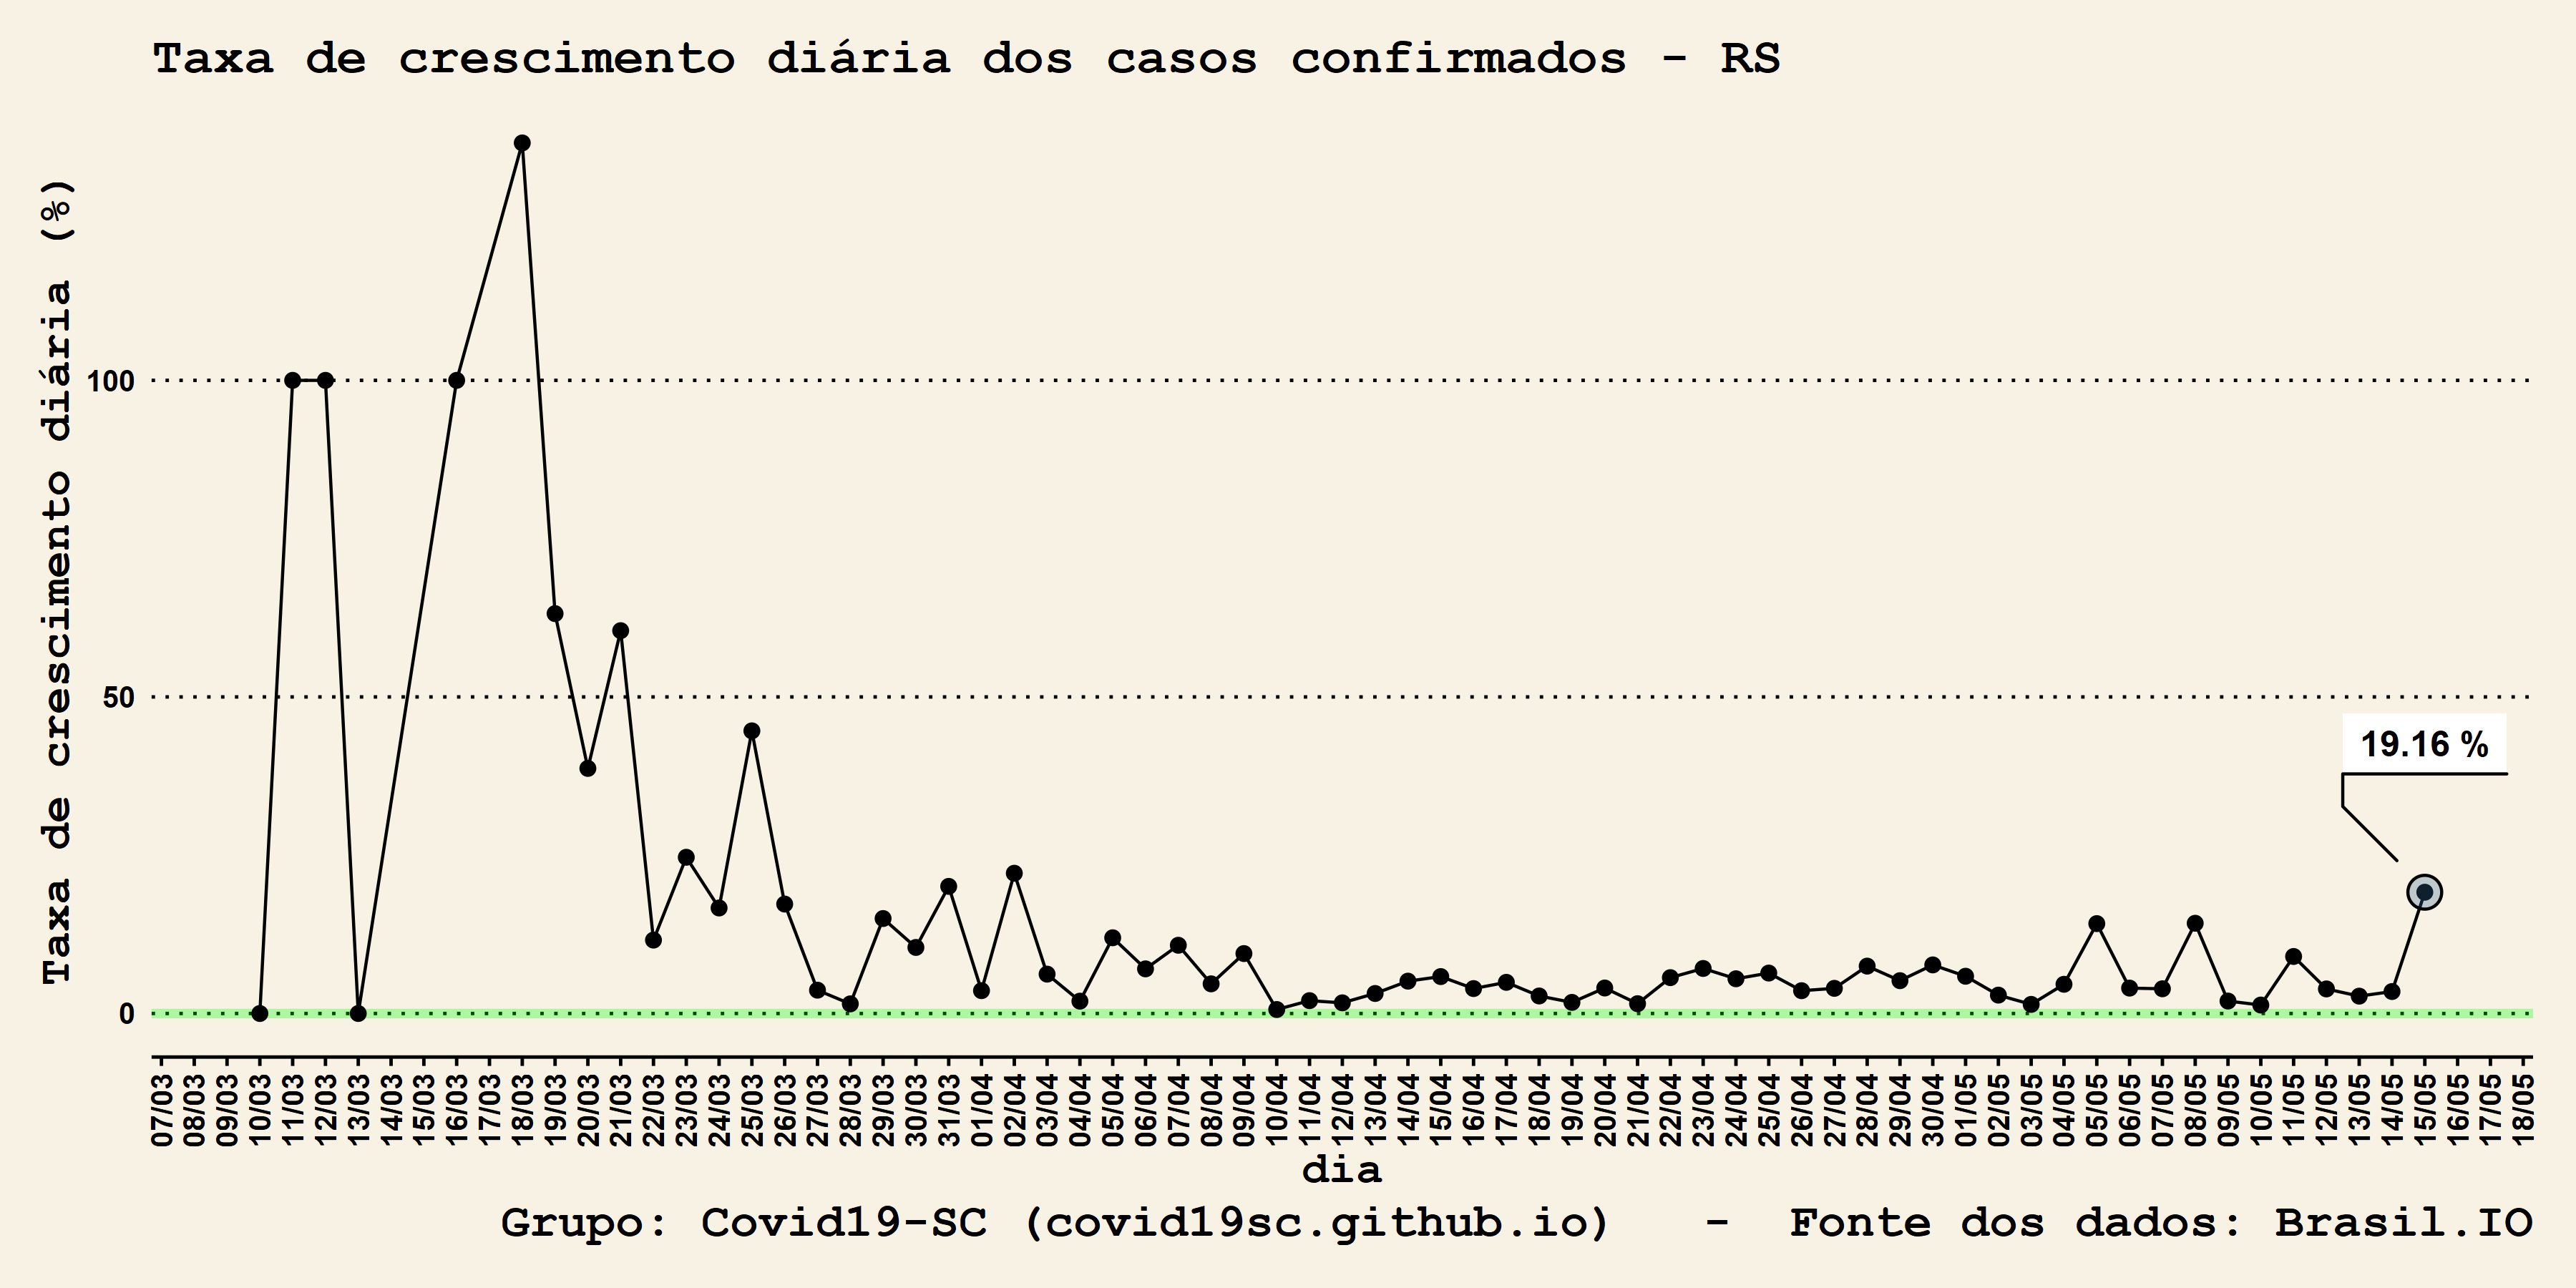 Taxa de crescimento diária dos casos confirmados - RS
Taxa de crescimento diária (%)
100
50
0
19.16 %
07/03 08/03 09/03 10/03 11/03 12/03 13/03 14/03 15/03 16/03 17/03 18/03 19/03 20/03 21/03 22/03 23/03 24/03 25/03 26/03 27/03 28/03 29/03 30/03 31/03 01/04 02/04 03/04 04/04 05/04 06/04 07/04 08/04 09/04 10/04 11/04 12/04 13/04 14/04 15/04 16/04 17/04 18/04 19/04 20/04 21/04 22/04 23/04 24/04 25/04 26/04 27/04 28/04 29/04 30/04 01/05 02/05 03/05 04/05 05/05 06/05 07/05 08/05 09/05 10/05 11/05 12/05 13/05 14/05 15/05 16/05 17/05 18/05
dia
Grupo: Covid19-SC (covid19sc.github.io) - Fonte dos dados: Brasil.IO